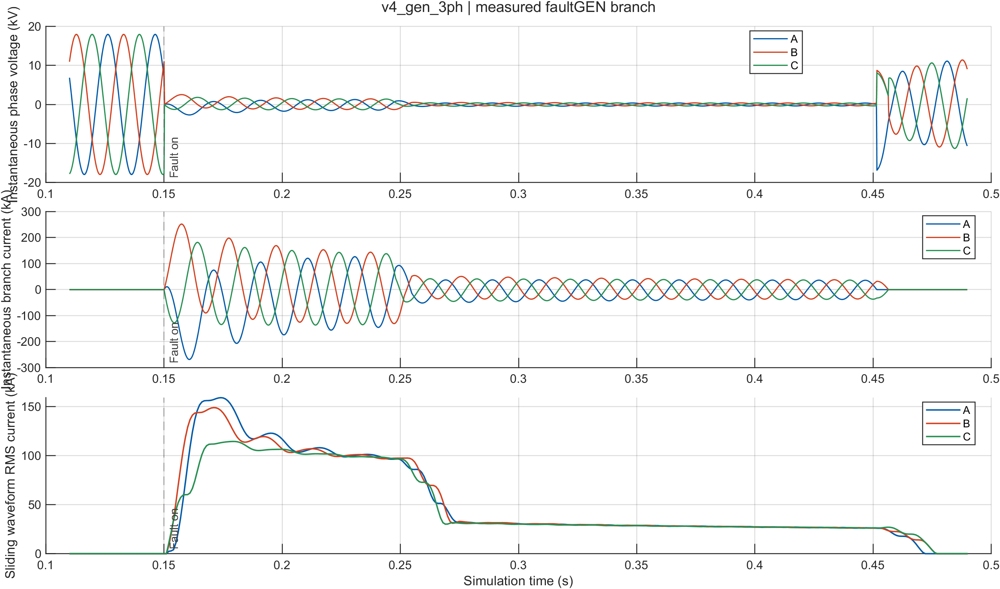 v4_gen_3ph | measured faultGEN branch
Instantaneous phase voltage (kV)
20
10
0
-10
-20
Fault on
A
B
C
0.1 0.15 0.2 0.25 0.3 0.35 0.4 0.45 0.5
Instantaneous branch current (kA)
300
200
100
0
-100
-200
-300
Fault on
A
B
C
0.1 0.15 0.2 0.25 0.3 0.35 0.4 0.45 0.5
Sliding waveform RMS current (kA)
150
100
50
0
Fault on
A
B
C
0.1 0.15 0.2 0.25 0.3 0.35 0.4 0.45 0.5
Simulation time (s)